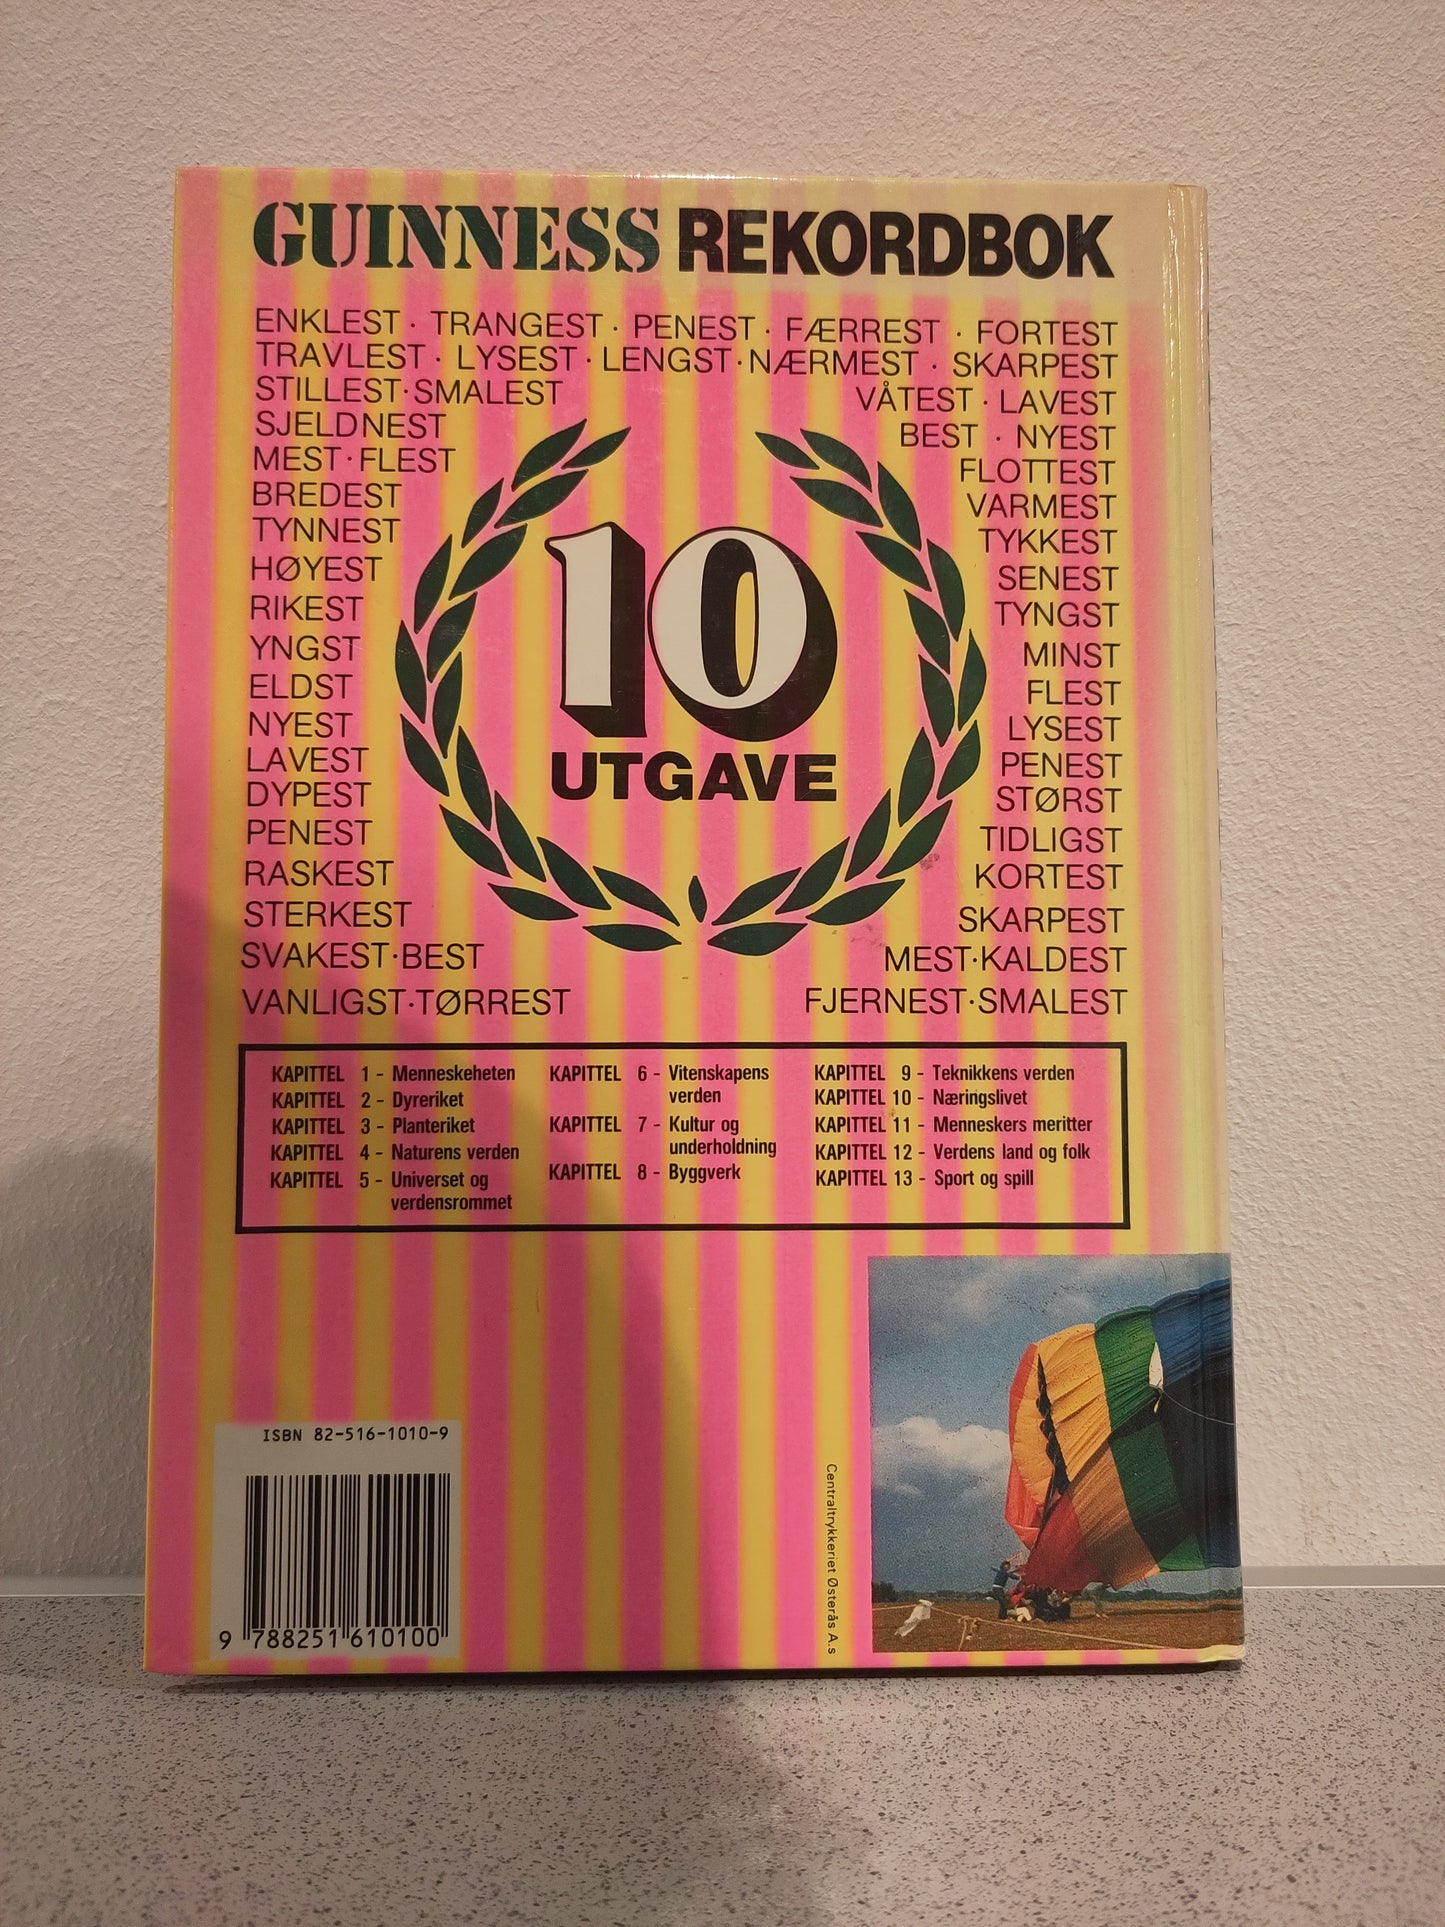 GUINNESS REKORDBOK
ENKLEST · TRANGEST · PENEST · FÆRREST · FORTEST
TRAVLEST · LYSEST · LENGST · NÆRMEST · SKARPEST
STILLEST · SMALEST
SJELDNEST
MEST · FLEST
BREDEST
TYNNEST
HØYEST
RIKEST
YNGST
ELDST
NYEST
LAVEST
DYPEST
PENEST
RASKEST
STERKEST
SVAKEST · BEST
VANLIGST · TØRREST
10
UTGAVE
VÅTEST · LAVEST
BEST · NYEST
FLOTTEST
VARMEST
TYKKEST
SENEST
TYNGST
MINST
FLEST
LYSEST
PENEST
STØRST
TIDLIGST
KORTEST
SKARPEST
MEST · KALDEST
FJERNEST · SMALEST
KAPITTEL 1 - Menneskeheten
KAPITTEL 2 - Dyreriket
KAPITTEL 3 - Planteriket
KAPITTEL 4 - Naturens verden
KAPITTEL 5 - Universet og
verdensrommet
KAPITTEL 6 - Vitenskapens
verden
KAPITTEL 7 - Kultur og
underholdning
KAPITTEL 8 - Byggverk
KAPITTEL 9 - Teknikkens verden
KAPITTEL 10 - Næringslivet
KAPITTEL 11 - Menneskers meritter
KAPITTEL 12 - Verdens land og folk
KAPITTEL 13 - Sport og spill
ISBN 82-516-1010-9
9 788251 610100
Centraltrykkeriet Østerås A.s